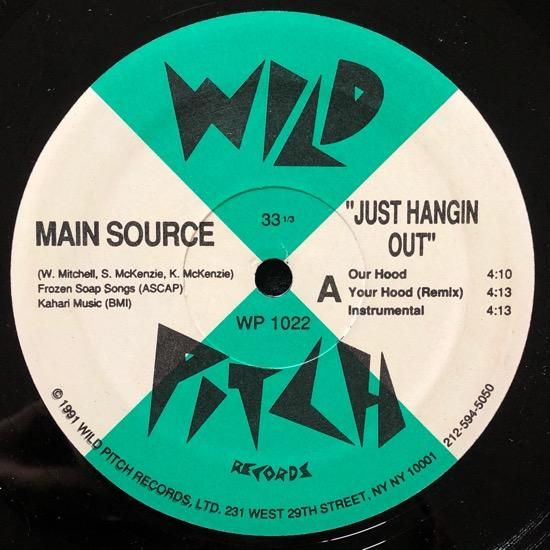 WILD
33 1/3
MAIN SOURCE
(W. Mitchell, S. McKenzie, K. McKenzie)
Frozen Soap Songs (ASCAP)
Kahari Music (BMI)
"JUST HANGIN
OUT"
A
Our Hood 4:10
Your Hood (Remix) 4:13
Instrumental 4:13
WP 1022
PiTCH
RECORDS
© 1991 WILD PITCH RECORDS, LTD. 231 WEST 29TH STREET, NY NY 10001 212-594-5050